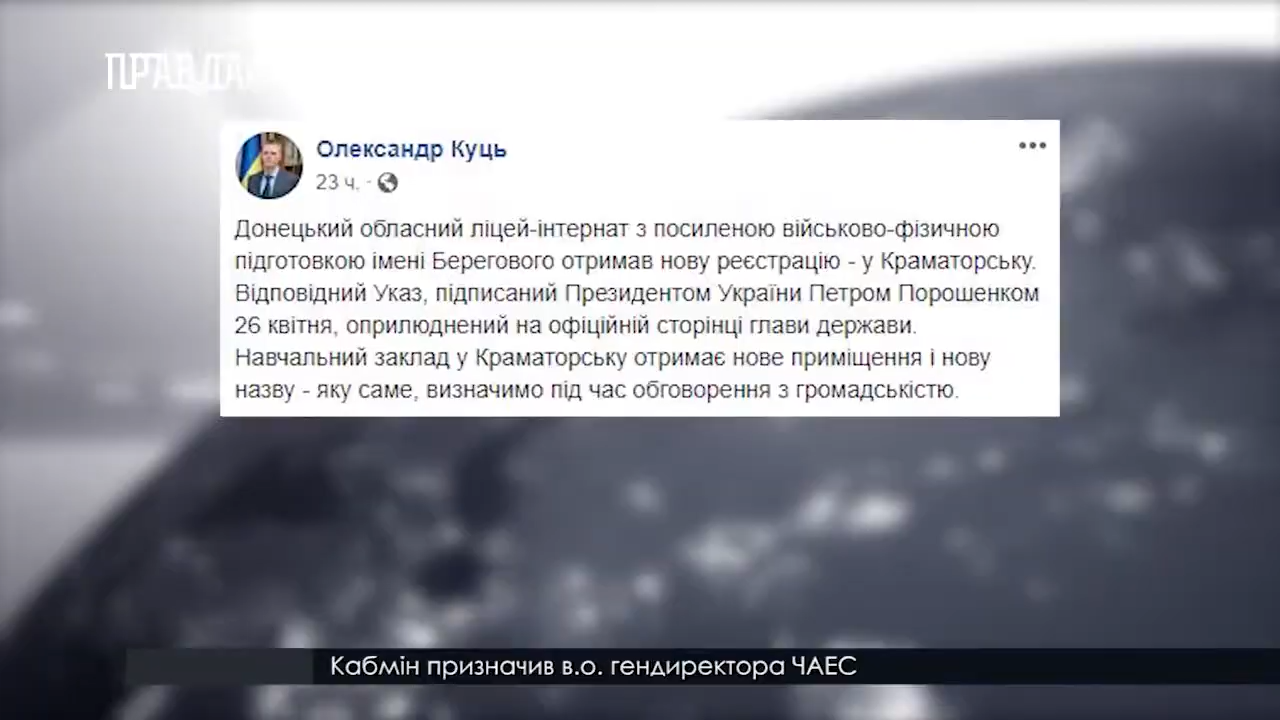 ПРАВДА
Олександр Куць
23 ч. ·
Донецький обласний ліцей-інтернат з посиленою військово-фізичною
підготовкою імені Берегового отримав нову реєстрацію - у Краматорську.
Відповідний Указ, підписаний Президентом України Петром Порошенком
26 квітня, оприлюднений на офіційній сторінці глави держави.
Навчальний заклад у Краматорську отримає нове приміщення і нову
назву - яку саме, визначимо під час обговорення з громадськістю.
Кабмін призначив в.о. гендиректора ЧАЕС